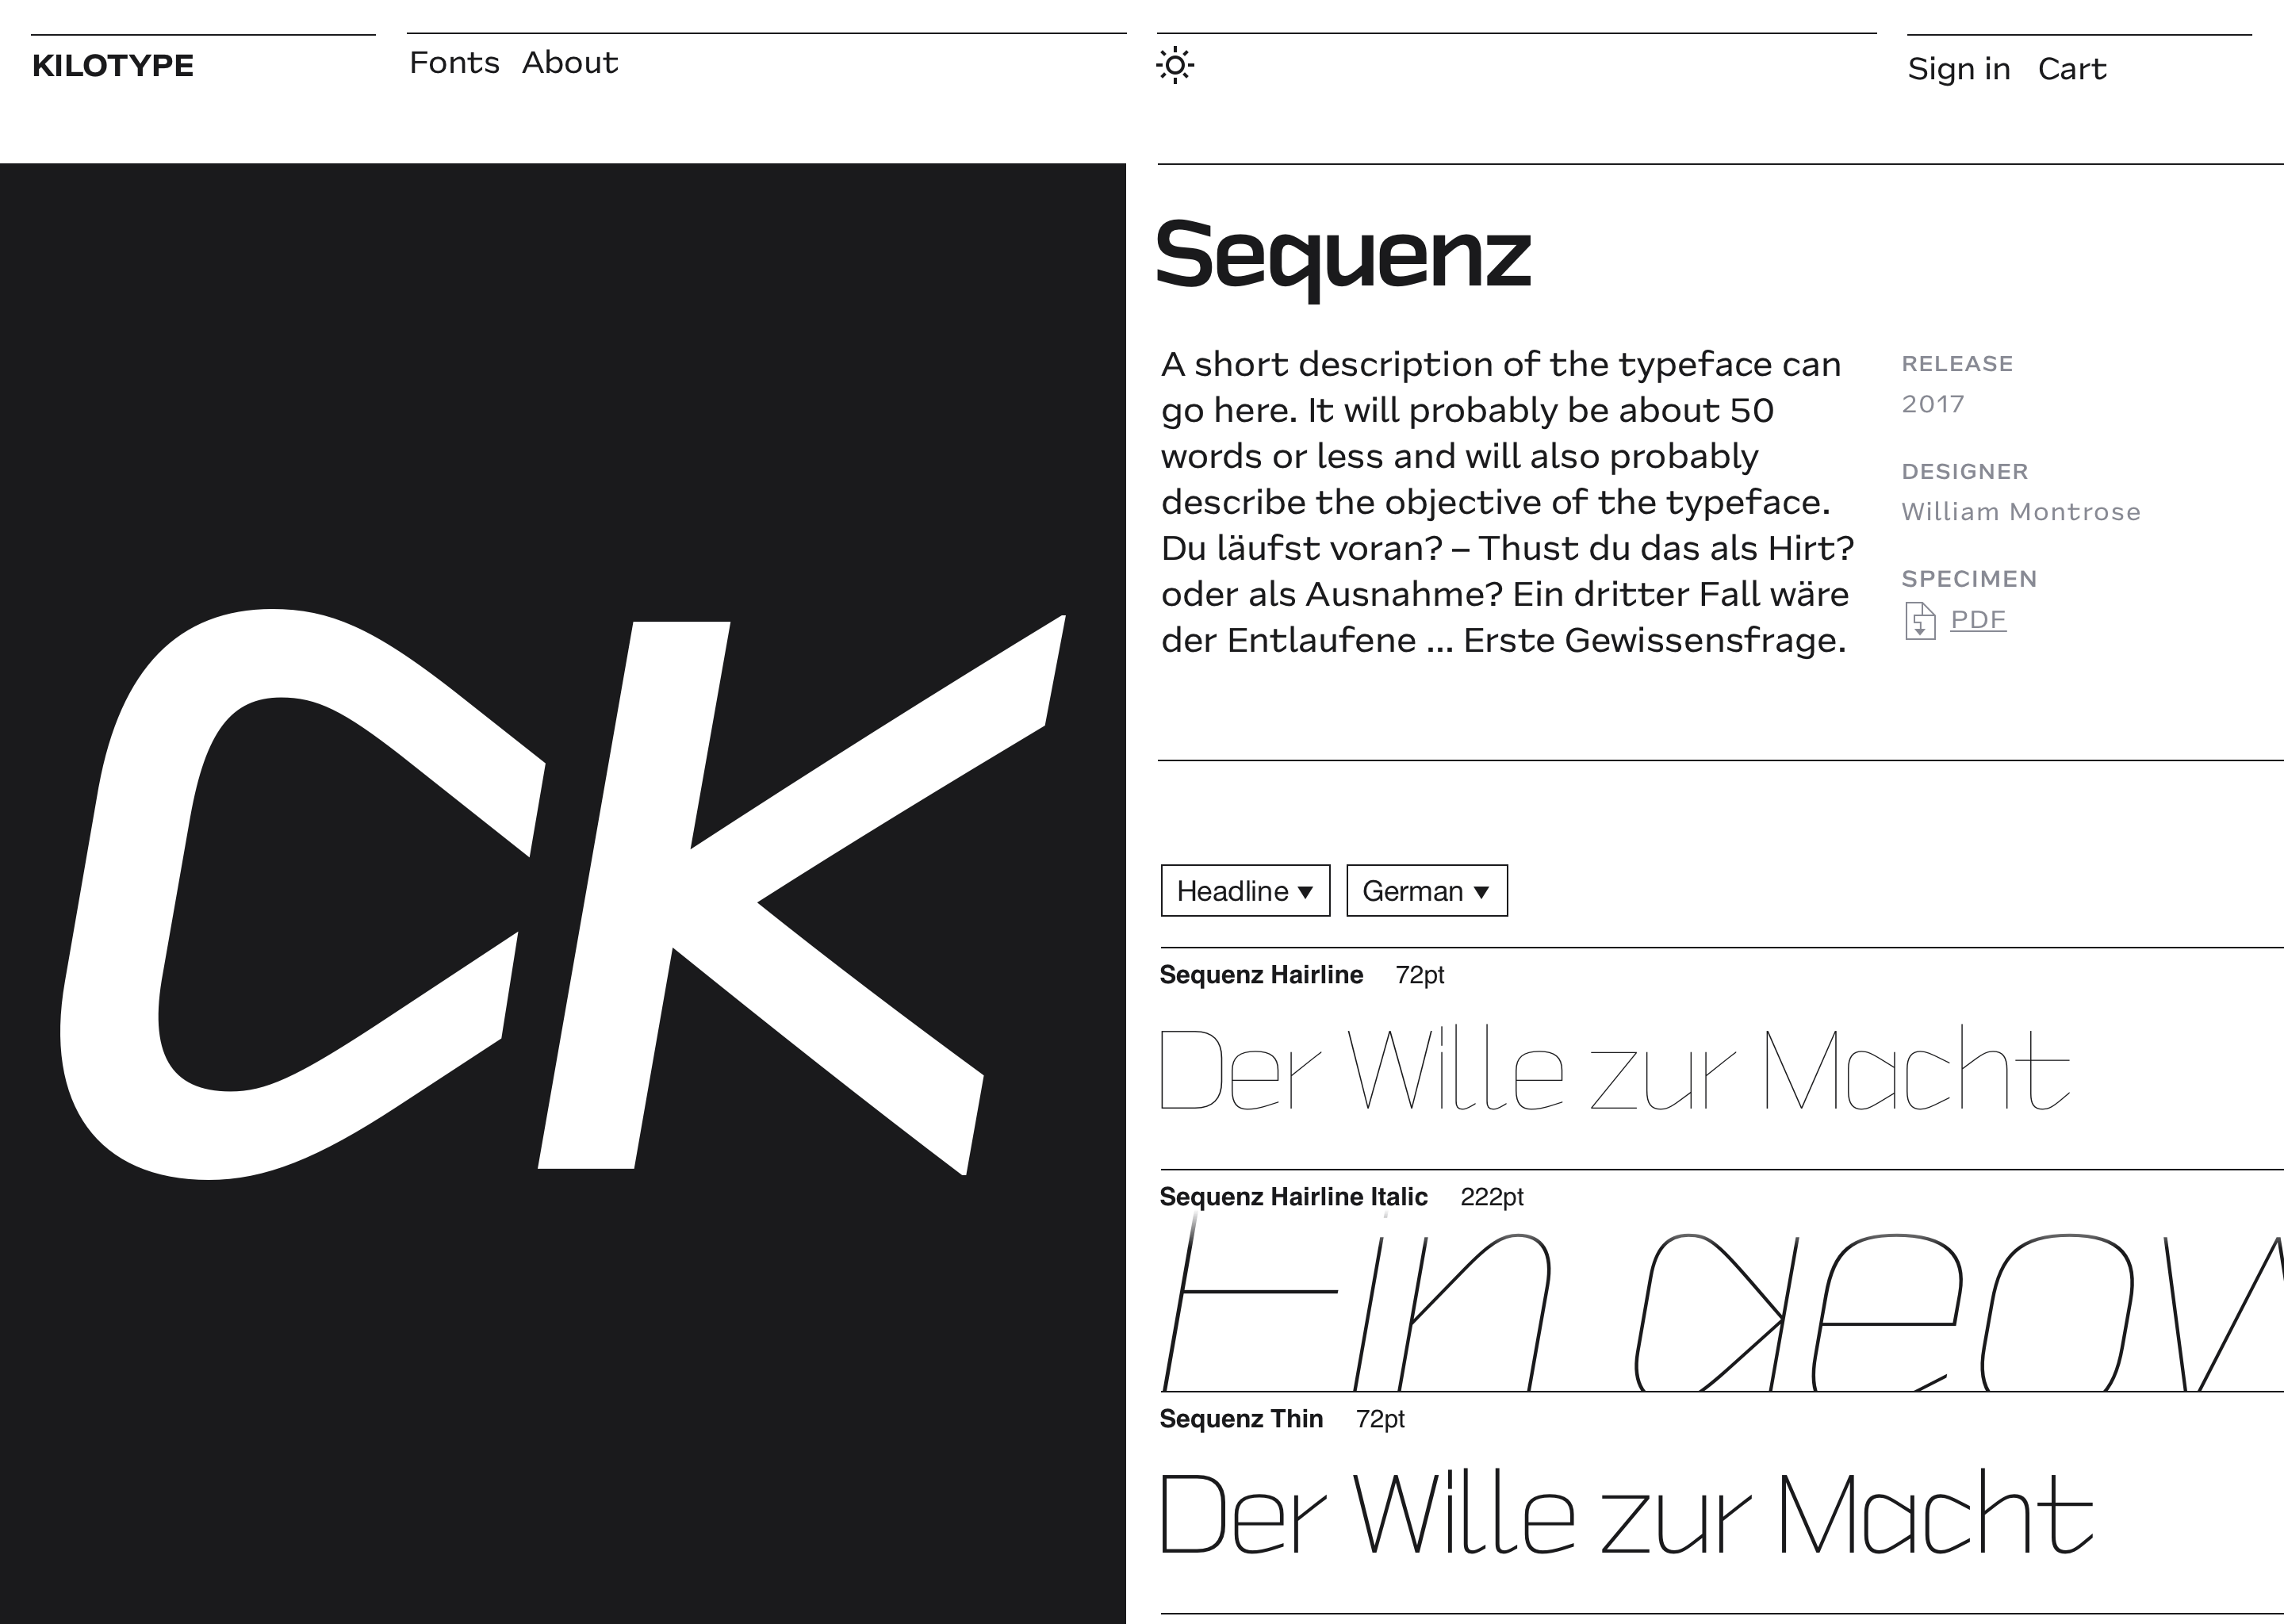 KILOTYPE
Fonts About
Sign in Cart
CK
Sequenz
A short description of the typeface can
go here. It will probably be about 50
words or less and will also probably
describe the objective of the typeface.
Du läufst voran? – Thust du das als Hirt?
oder als Ausnahme? Ein dritter Fall wäre
der Entlaufene ... Erste Gewissensfrage.
RELEASE
2017
DESIGNER
William Montrose
SPECIMEN
PDF
Headline ▼ German ▼
Sequenz Hairline 72pt
Der Wille zur Macht
Sequenz Hairline Italic 222pt
Ein
Sequenz Thin 72pt
Der Wille zur Macht